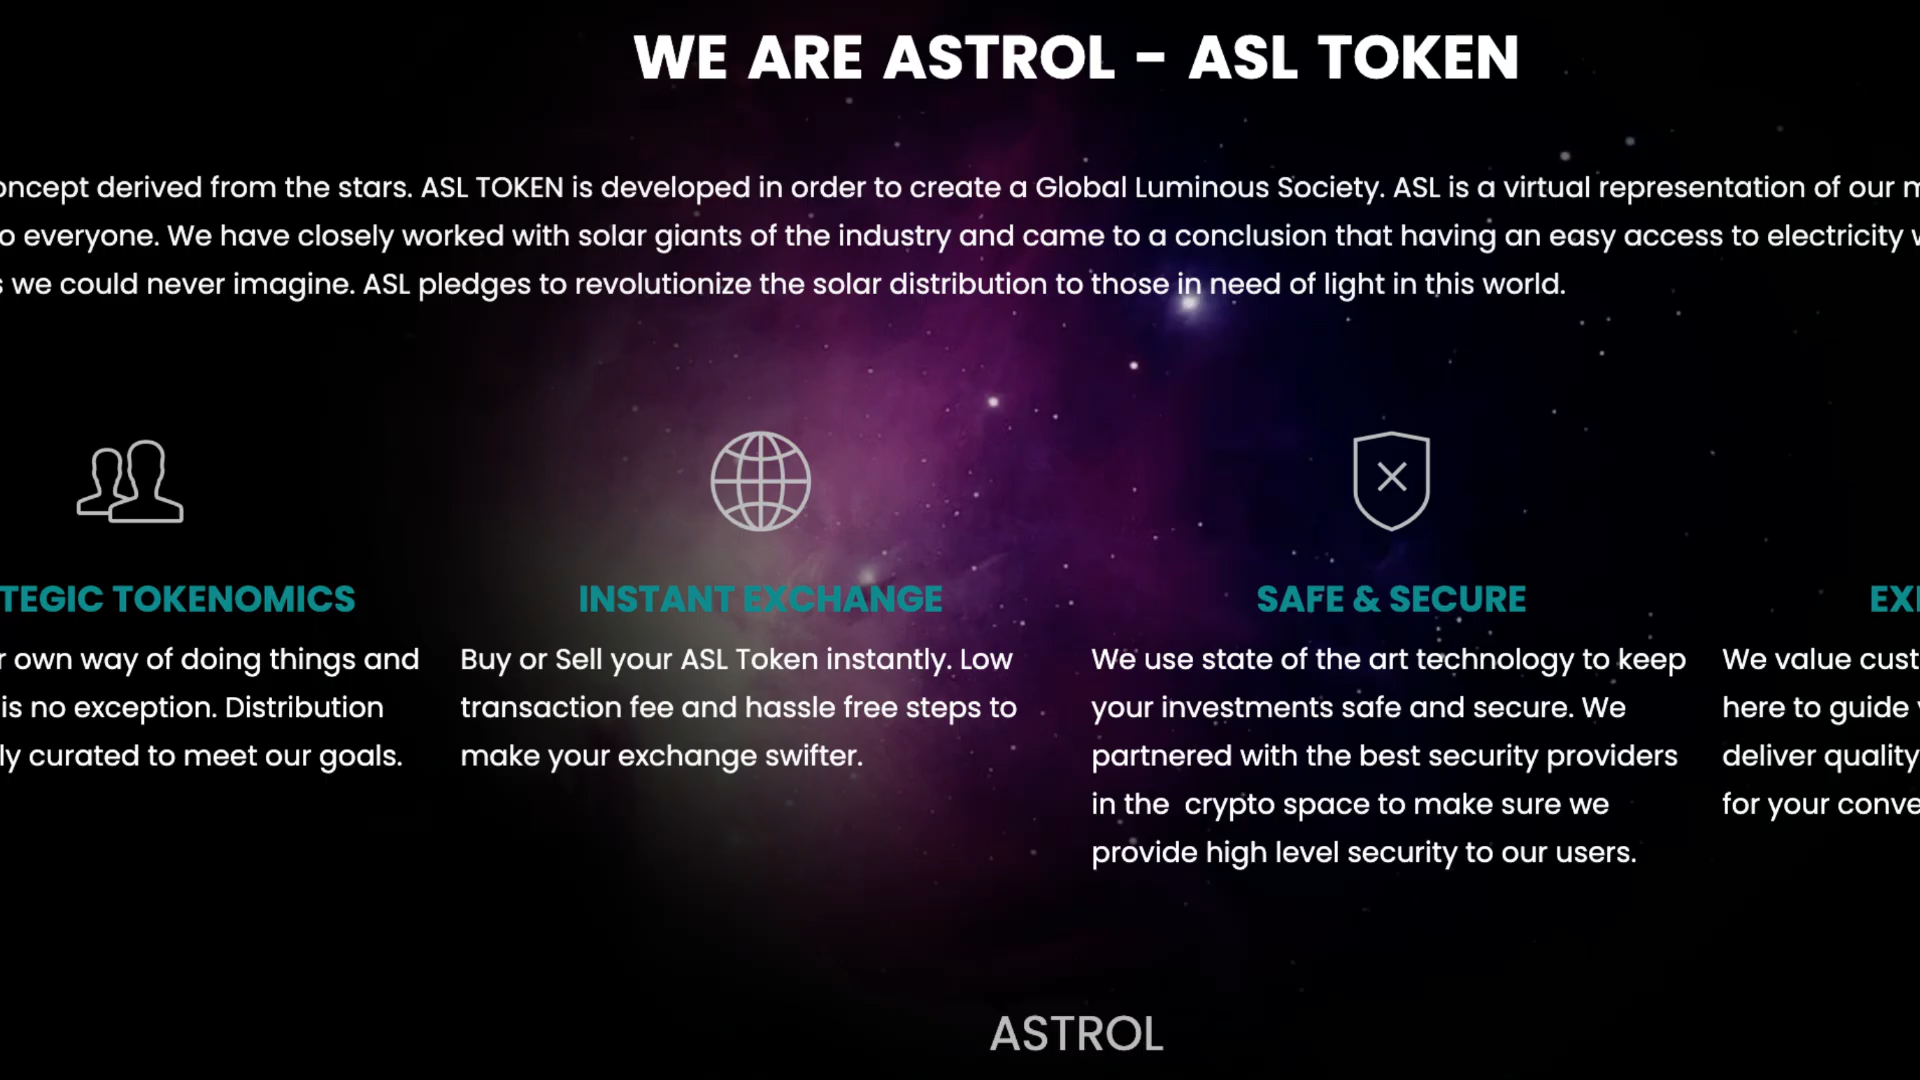 WE ARE ASTROL - ASL TOKEN
oncept derived from the stars. ASL TOKEN is developed in order to create a Global Luminous Society. ASL is a virtual representation of our
o everyone. We have closely worked with solar giants of the industry and came to a conclusion that having an easy access to electricity
s we could never imagine. ASL pledges to revolutionize the solar distribution to those in need of light in this world.
TEGIC TOKENOMICS
r own way of doing things and
is no exception. Distribution
ly curated to meet our goals.
INSTANT EXCHANGE
Buy or Sell your ASL Token instantly. Low
transaction fee and hassle free steps to
make your exchange swifter.
SAFE & SECURE
We use state of the art technology to keep
your investments safe and secure. We
partnered with the best security providers
in the crypto space to make sure we
provide high level security to our users.
EX
We value cust
here to guide
deliver quality
for your conve
ASTROL